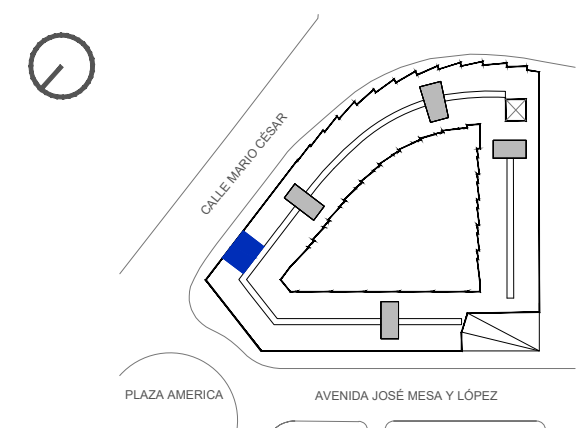 CALLE MARIO CÉSAR
PLAZA AMERICA
AVENIDA JOSÉ MESA Y LÓPEZ